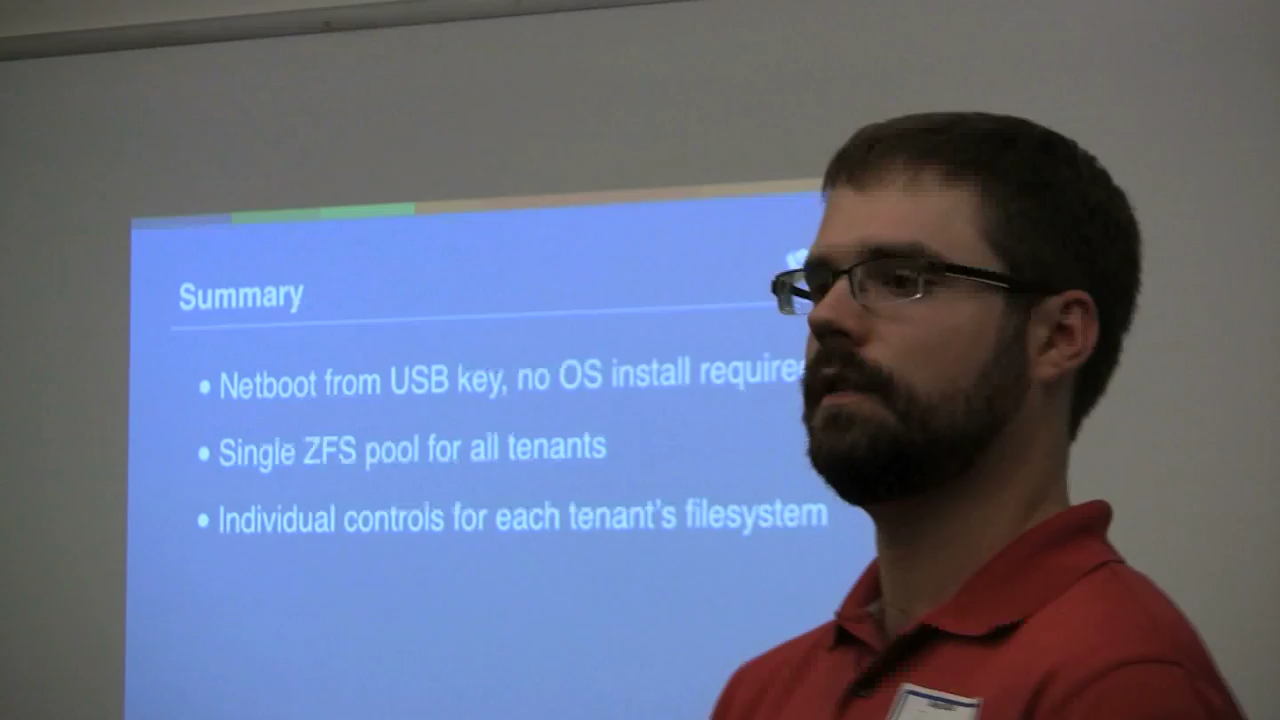 Summary
• Netboot from USB key, no OS install require
• Single ZFS pool for all tenants
• Individual controls for each tenant's filesystem